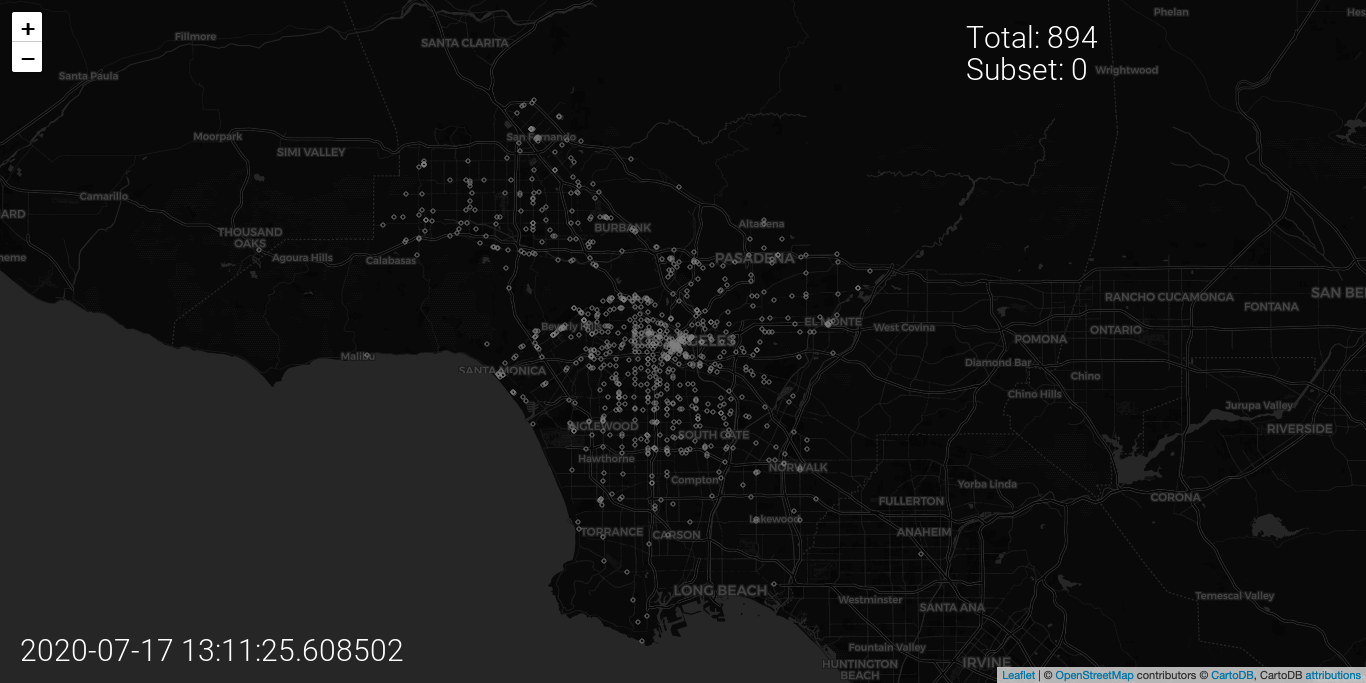 +
−
Total: 894
Subset: 0
Phelan
Hes
Fillmore
SANTA CLARITA
Santa Paula
Wrightwood
Moorpark
San Fernando
SIMI VALLEY
Camarillo
ARD
THOUSAND
OAKS
BURBANK
Altadena
neme
Agoura Hills
Calabasas
PASADENA
RANCHO CUCAMONGA
SAN BE
FONTANA
EL MONTE
West Covina
ONTARIO
POMONA
Malibu
SANTA MONICA
Diamond Bar
Chino
Chino Hills
Jurupa Valley
INGLEWOOD
SOUTH GATE
RIVERSIDE
Hawthorne
NORWALK
Compton
Yorba Linda
FULLERTON
CORONA
Lakewood
TORRANCE
CARSON
ANAHEIM
LONG BEACH
Westminster
SANTA ANA
Temescal Valley
Fountain Valley
HUNTINGTON
BEACH
IRVINE
2020-07-17 13:11:25.608502
Leaflet | © OpenStreetMap contributors © CartoDB, CartoDB attributions